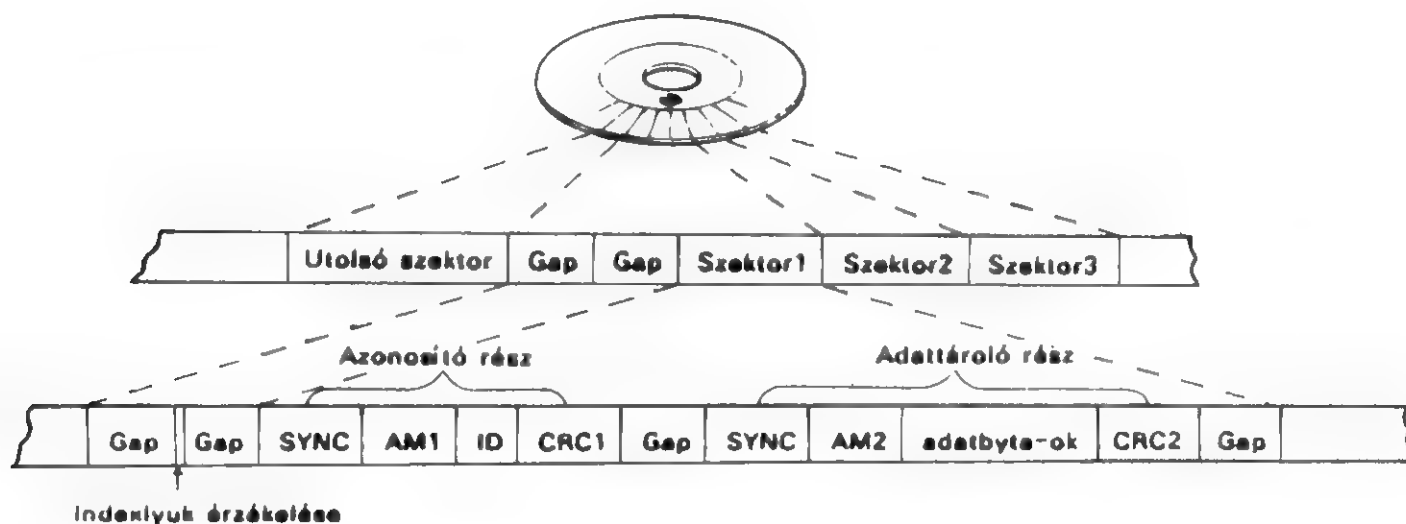 Utolsó szektor Gap Gap Szektor1 Szektor2 Szektor3
Azonosító rész Adattároló rész
Gap Gap SYNC AM1 ID CRC1 Gap SYNC AM2 adatbyte-ok CRC2 Gap
Indexlyuk érzékelése